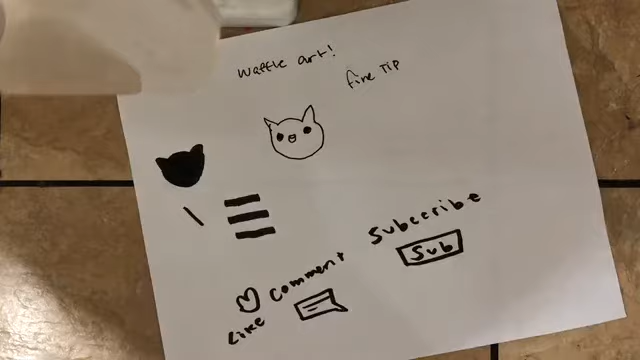 Waffle art!
fine Tip
Subscribe
Sub
Comment
Like